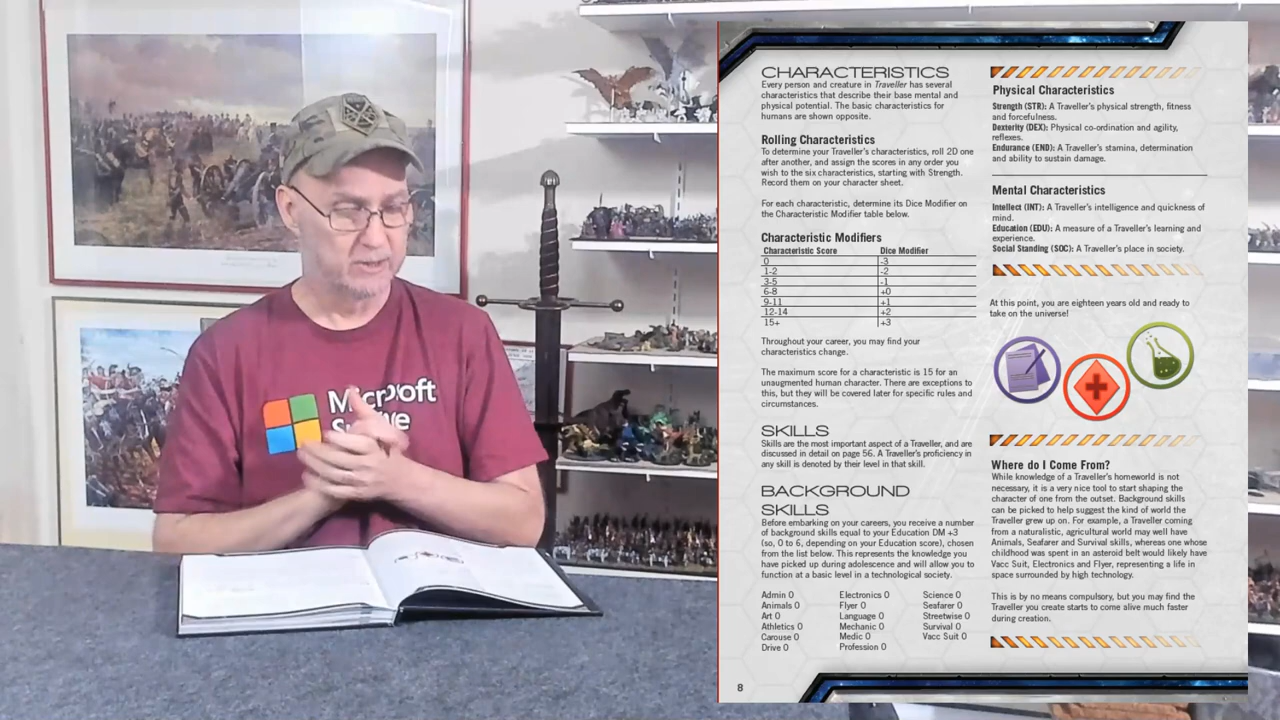 Microsoft
CHARACTERISTICS
Every person and creature in Traveller has several
characteristics that describe their base mental and
physical potential. The basic characteristics for
humans are shown opposite.
Rolling Characteristics
To determine your Traveller's characteristics, roll 2D one
after another, and assign the scores in any order you
wish to the six characteristics, starting with Strength.
Record them on your character sheet.
For each characteristic, determine its Dice Modifier on
the Characteristic Modifier table below.
Characteristic Modifiers
Characteristic Score Dice Modifier
0 -3
1-2 -2
3-5 -1
6-8 +0
9-11 +1
12-14 +2
15+ +3
Throughout your career, you may find your
characteristics change.
The maximum score for a characteristic is 15 for an
unaugmented human character. There are exceptions to
this, but they will be covered later for specific rules and
circumstances.
SKILLS
Skills are the most important aspect of a Traveller, and are
discussed in detail on page 56. A Traveller's proficiency in
any skill is denoted by their level in that skill.
BACKGROUND
SKILLS
Before embarking on your careers, you receive a number
of background skills equal to your Education DM +3
(so, 0 to 6, depending on your Education score), chosen
from the list below. This represents the knowledge you
have picked up during adolescence and will allow you to
function at a basic level in a technological society.
Admin 0 Electronics 0 Science 0
Animals 0 Flyer 0 Seafarer 0
Art 0 Language 0 Streetwise 0
Athletics 0 Mechanic 0 Survival 0
Carouse 0 Medic 0 Vacc Suit 0
Drive 0 Profession 0
Physical Characteristics
Strength (STR): A Traveller's physical strength, fitness
and forcefulness.
Dexterity (DEX): Physical co-ordination and agility,
reflexes.
Endurance (END): A Traveller's stamina, determination
and ability to sustain damage.
Mental Characteristics
Intellect (INT): A Traveller's intelligence and quickness of
mind.
Education (EDU): A measure of a Traveller's learning and
experience.
Social Standing (SOC): A Traveller's place in society.
At this point, you are eighteen years old and ready to
take on the universe!
Where do I Come From?
While knowledge of a Traveller's homeworld is not
necessary, it is a very nice tool to start shaping the
character of one from the outset. Background skills
can be picked to help suggest the kind of world the
Traveller grew up on. For example, a Traveller coming
from a naturalistic, agricultural world may well have
Animals, Seafarer and Survival skills, whereas one whose
childhood was spent in an asteroid belt would likely have
Vacc Suit, Electronics and Flyer, representing a life in
space surrounded by high technology.
This is by no means compulsory, but you may find the
Traveller you create starts to come alive much faster
during creation.
8